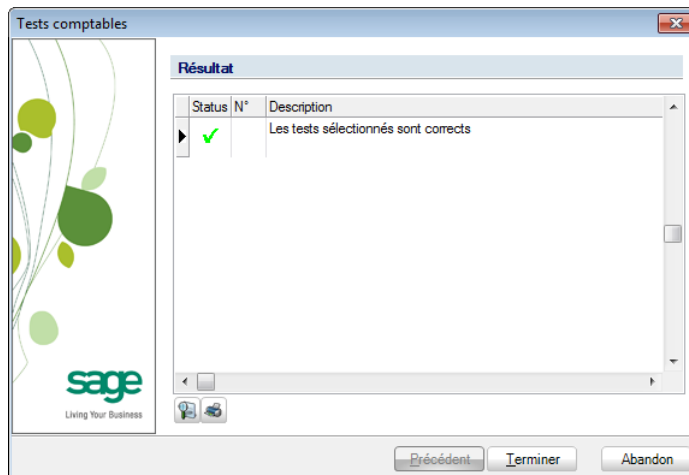 Tests comptables
Résultat
Status N° Description
Les tests sélectionnés sont corrects
sage
Living Your Business
Précédent Terminer Abandon